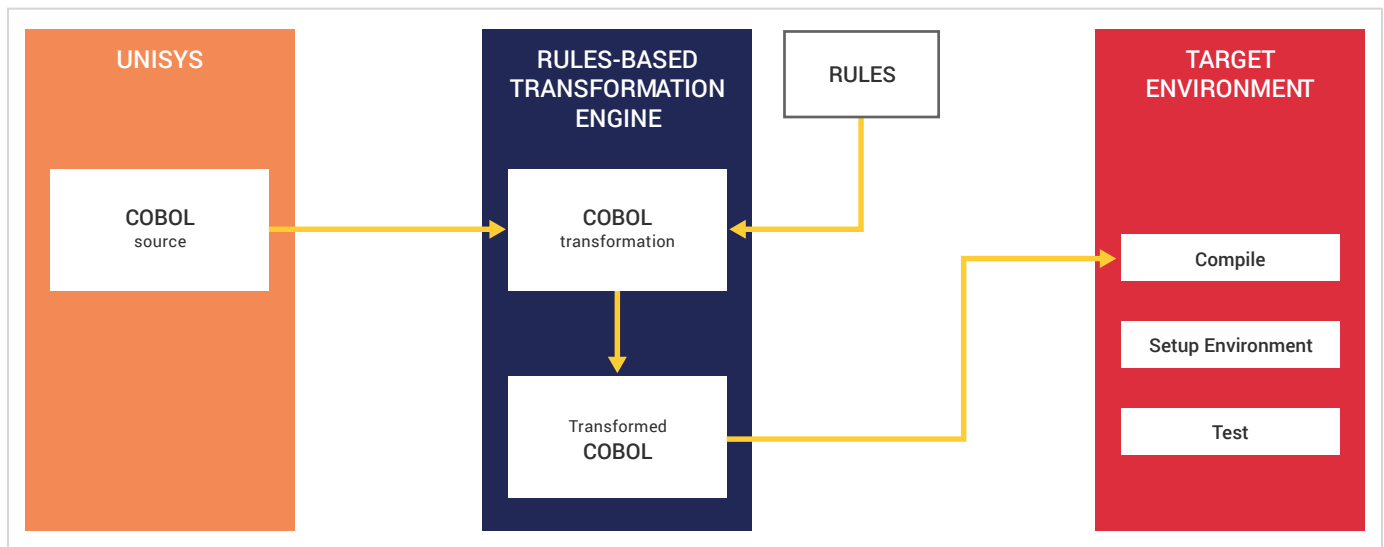 UNISYS
COBOL
source
RULES-BASED
TRANSFORMATION
ENGINE
COBOL
transformation
Transformed
COBOL
RULES
TARGET
ENVIRONMENT
Compile
Setup Environment
Test